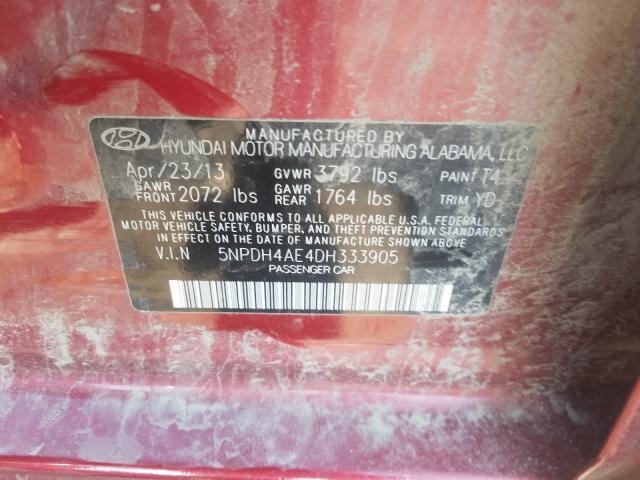 MANUFACTURED BY
HYUNDAI MOTOR MANUFACTURING ALABAMA, LLC
Apr/23/13 GVWR 3792 lbs PAINT T4
GAWR FRONT 2072 lbs GAWR REAR 1764 lbs TRIM YD
THIS VEHICLE CONFORMS TO ALL APPLICABLE U.S.A. FEDERAL
MOTOR VEHICLE SAFETY, BUMPER, AND THEFT PREVENTION STANDARDS
IN EFFECT ON THE DATE OF MANUFACTURE SHOWN ABOVE.
V.I.N 5NPDH4AE4DH333905
PASSENGER CAR